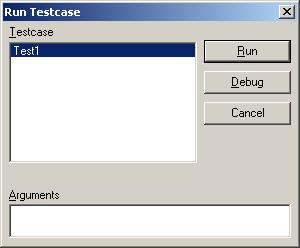 Run Testcase
Testcase
Test1
Run
Debug
Cancel
Arguments